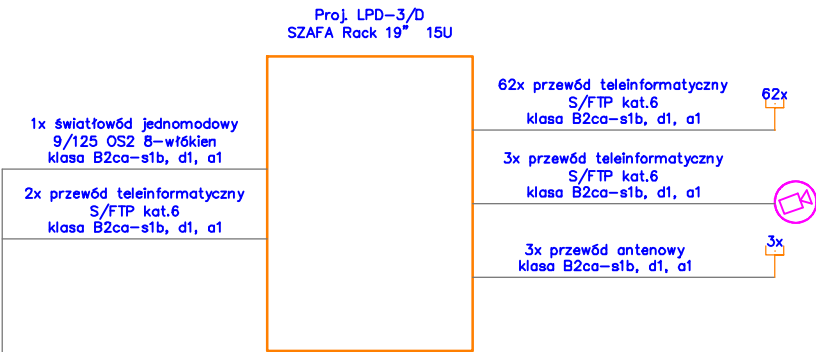 Proj. LPD-3/D
SZAFA Rack 19" 15U
1x światłowód jednomodowy
9/125 OS2 8-włókien
klasa B2ca-s1b, d1, a1
2x przewód teleinformatyczny
S/FTP kat.6
klasa B2ca-s1b, d1, a1
62x przewód teleinformatyczny
S/FTP kat.6
klasa B2ca-s1b, d1, a1
62x
3x przewód teleinformatyczny
S/FTP kat.6
klasa B2ca-s1b, d1, a1
3x przewód antenowy
klasa B2ca-s1b, d1, a1
3x